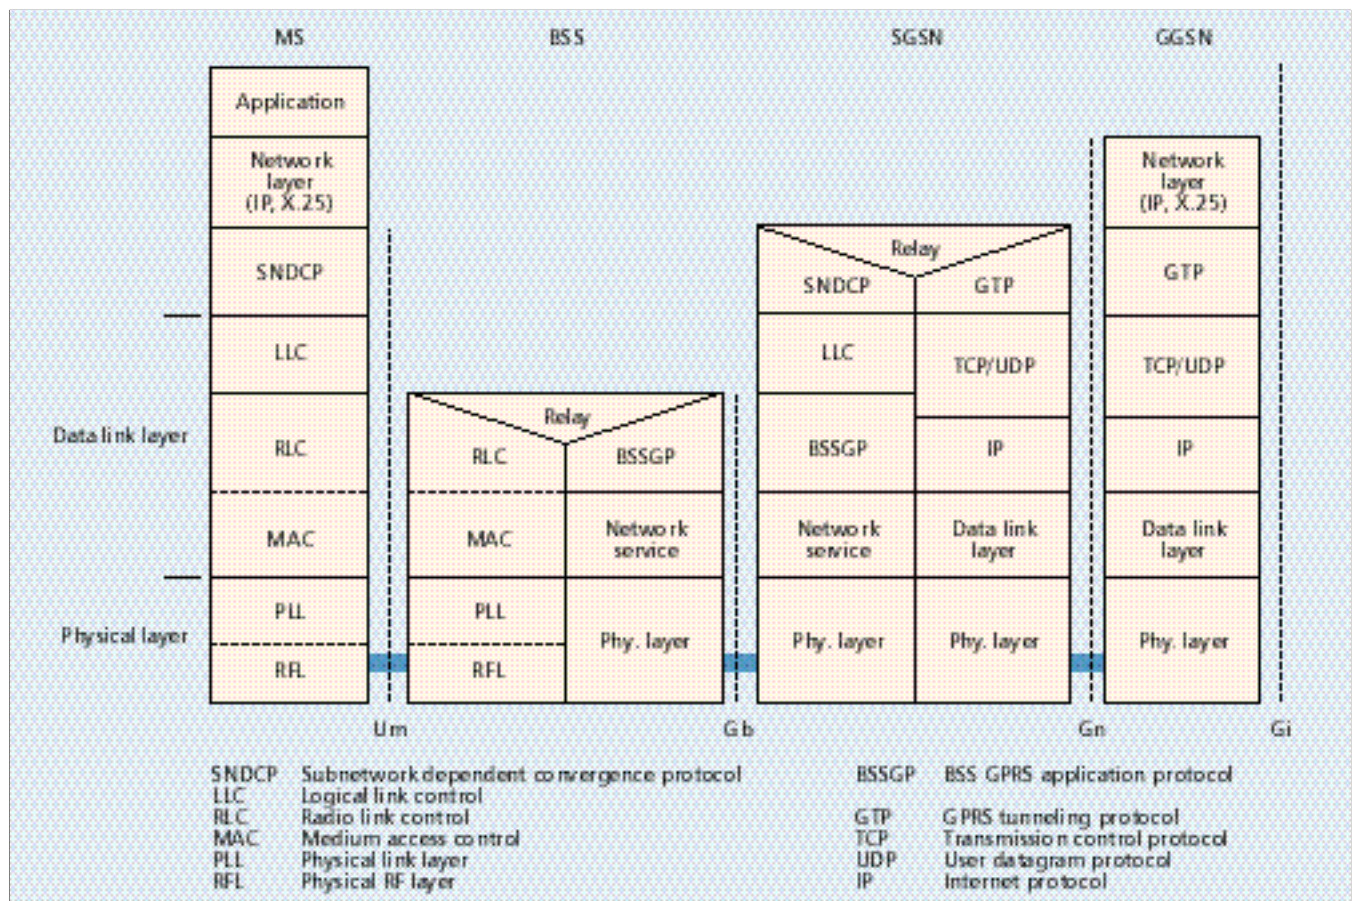 MS BSS SGSN GGSN
Application
Network
layer
(IP, X.25)
SNDCP
LLC
RLC
MAC
PLL
RFL
Data link layer
Physical layer
Relay
RLC BSSGP
MAC
Network
service
PLL
Phy. layer
RFL
Relay
SNDCP GTP
LLC
TCP/UDP
BSSGP
IP
Network
service
Data link
layer
Phy. layer
Phy. layer
Network
layer
(IP, X.25)
GTP
TCP/UDP
IP
Data link
layer
Phy. layer
Um Gb Gn Gi
SNDCP Subnetwork dependent convergence protocol
LLC Logical link control
RLC Radio link control
MAC Medium access control
PLL Physical link layer
RFL Physical RF layer
BSSGP BSS GPRS application protocol
GTP GPRS tunneling protocol
TCP Transmission control protocol
UDP User datagram protocol
IP Internet protocol